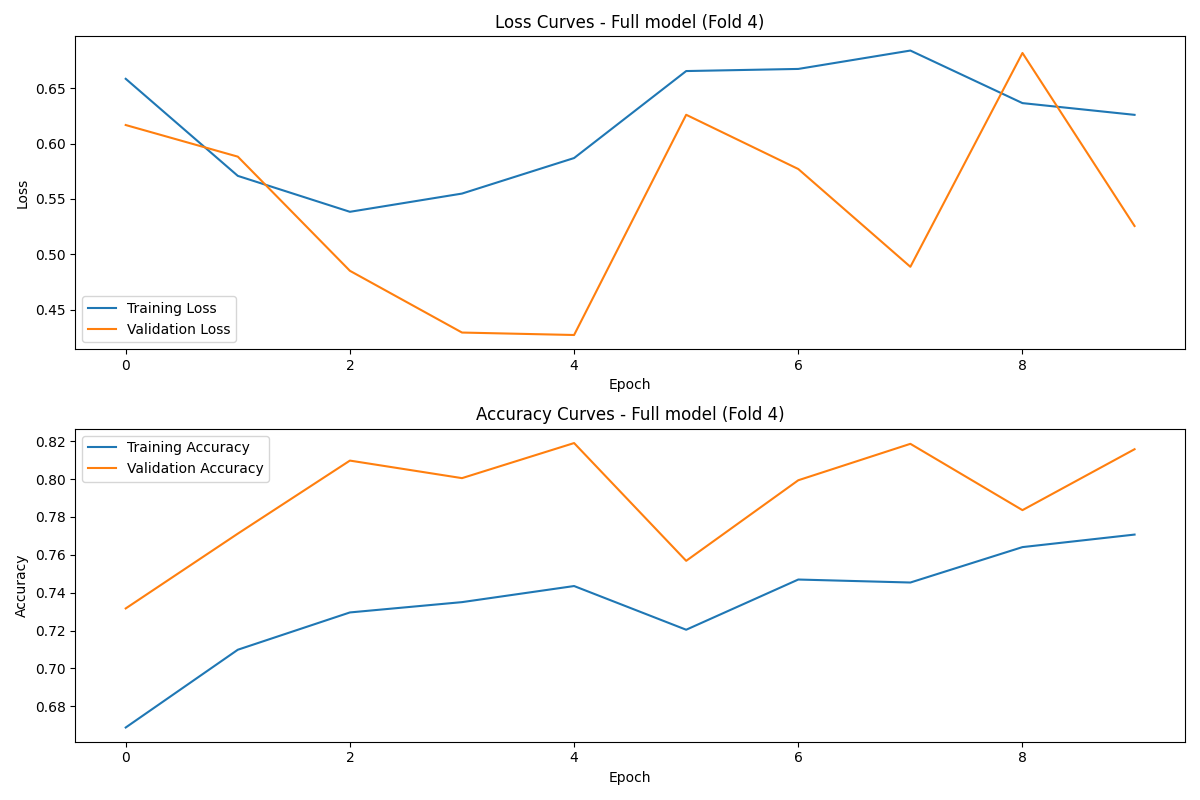 Loss Curves - Full model (Fold 4)
0.65
0.60
0.55
0.50
0.45
Loss
Training Loss
Validation Loss
0 2 4 6 8
Epoch
Accuracy Curves - Full model (Fold 4)
0.82
0.80
0.78
0.76
0.74
0.72
0.70
0.68
Accuracy
Training Accuracy
Validation Accuracy
0 2 4 6 8
Epoch